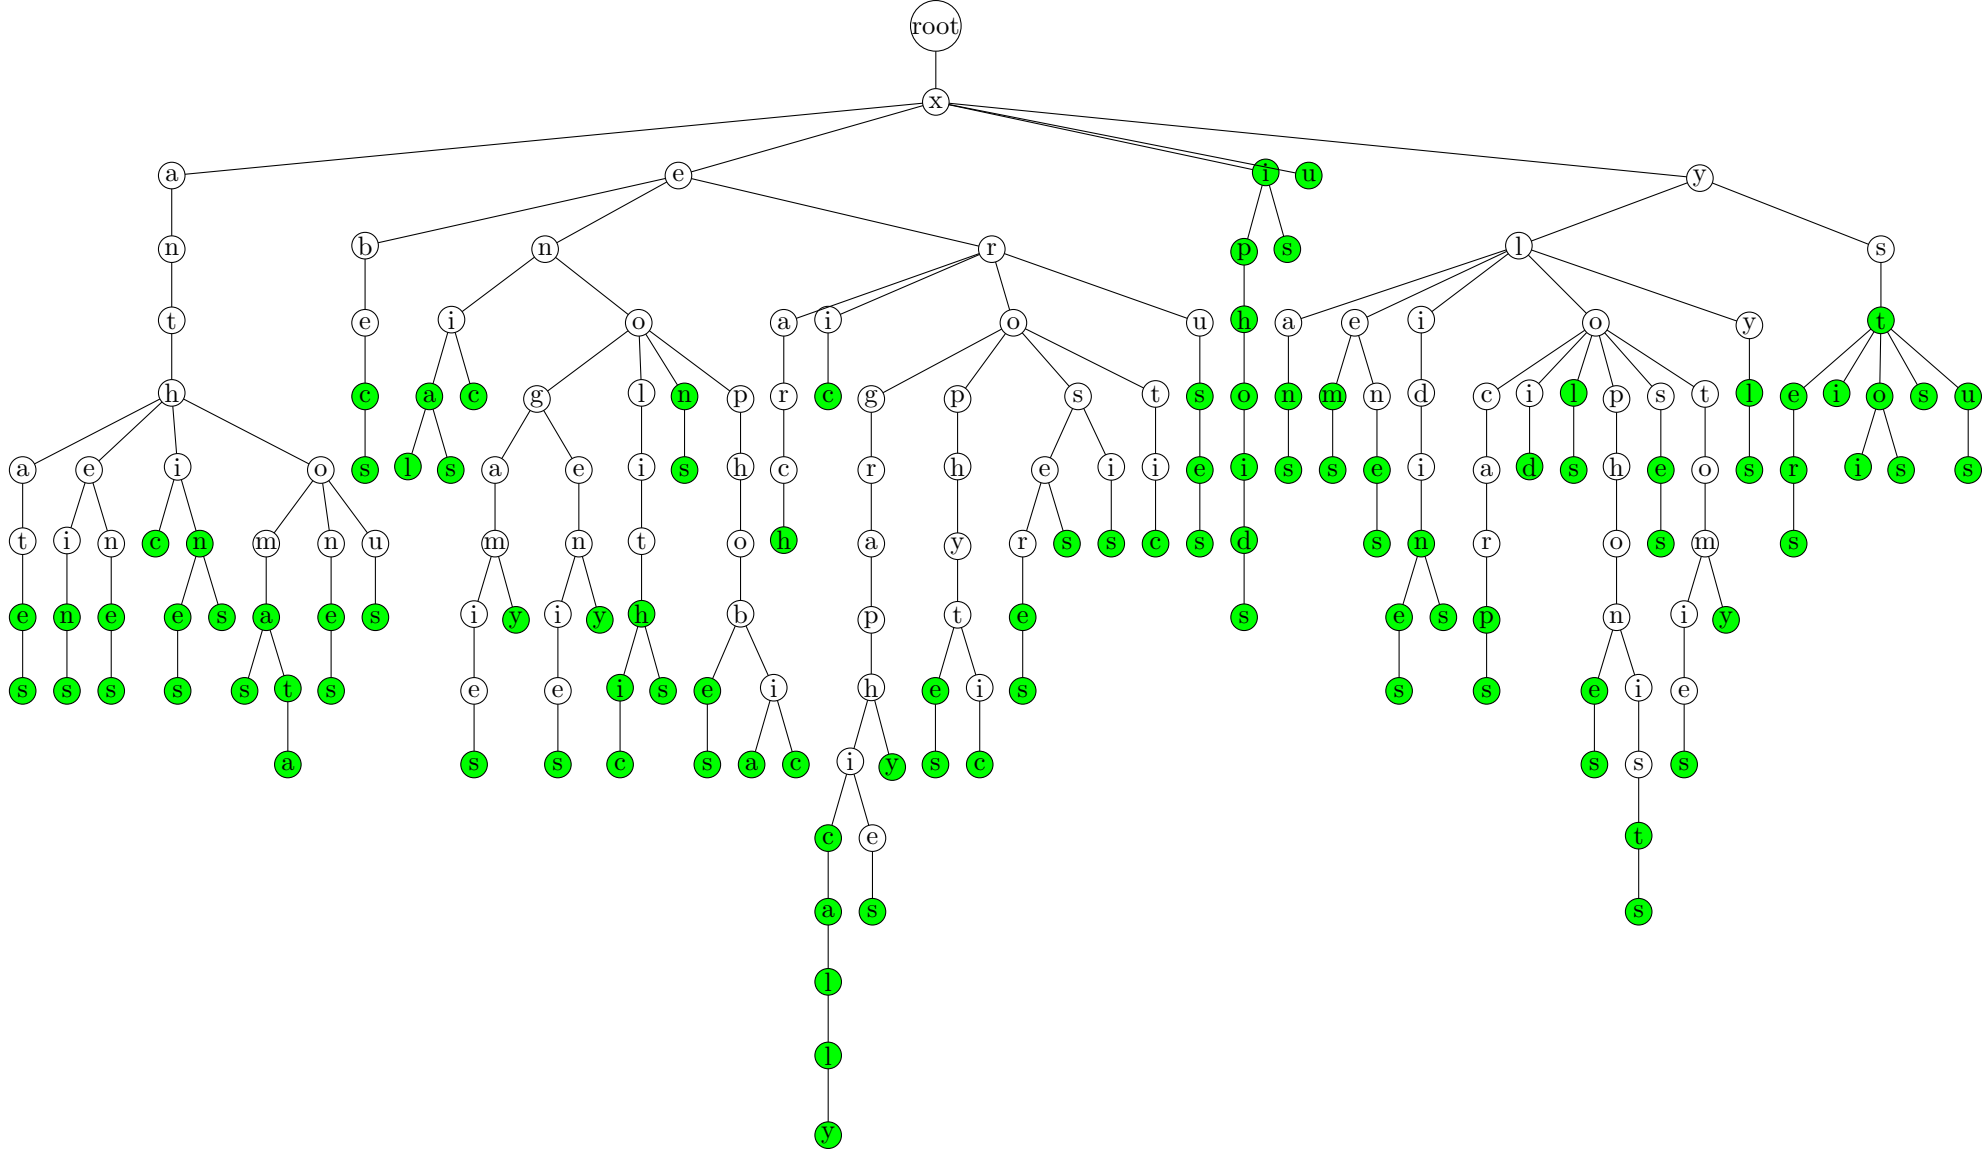 root
x
a e i u y
n b n r p s l s
t e i o a i o u h a e i o y t
h c a c g l n p r c g p s t s o n m n d c i l p s t l e i o s u
a e i o s l s a e i s h c r h e i i e i s s e i a d s h e o s r i s s
t i n c n m n u m n t o h a y r s s c s d s n r o s m s
e n e e s a e s i y i y h b p t e s e s p n i y
s s s s s t s e e i s e i h e i s s s e i e
a s s c s a c i y s c s s s
c e t
a s s
l
l
y